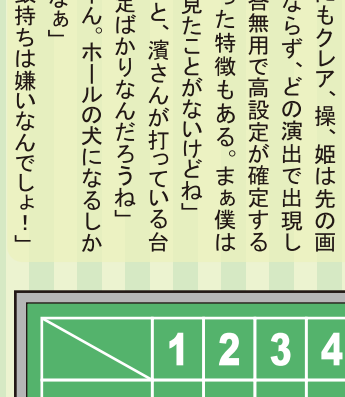 にもクレア、操、姫は先の画
ならず、どの演出で出現し
答無用で高設定が確定する
った特徴もある。まぁ僕は
見たことがないけどね」
と、濱さんが打っている台
定ばかりなんだろうね」
ん。ホールの犬になるしか
なぁ」
持ちは嫌いなんでしょ！」
1 2 3 4